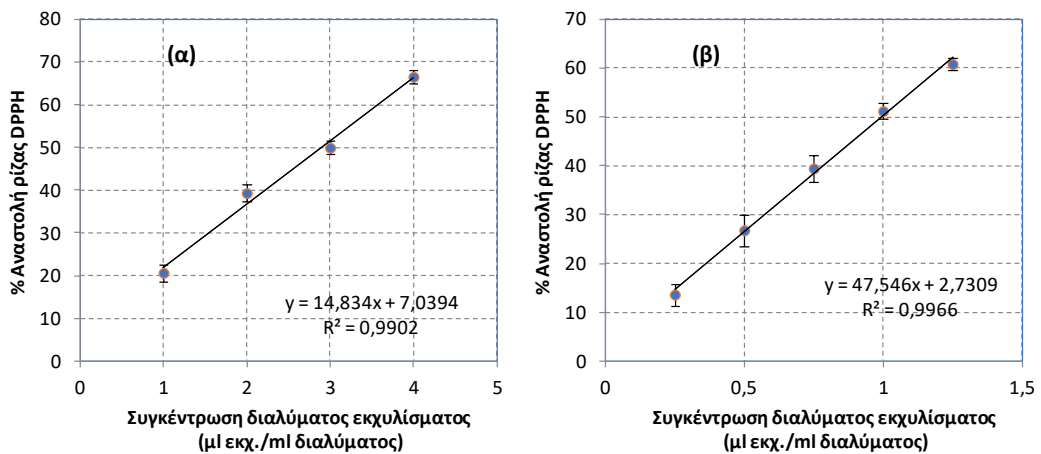 (α)
% Αναστολή ρίζας DPPH
80
70
60
50
40
30
20
10
0
y = 14,834x + 7,0394
R² = 0,9902
0 1 2 3 4 5
Συγκέντρωση διαλύματος εκχυλίσματος
(μl εκχ./ml διαλύματος)
(β)
% Αναστολή ρίζας DPPH
70
60
50
40
30
20
10
0
y = 47,546x + 2,7309
R² = 0,9966
0 0,5 1 1,5
Συγκέντρωση διαλύματος εκχυλίσματος
(μl εκχ./ml διαλύματος)